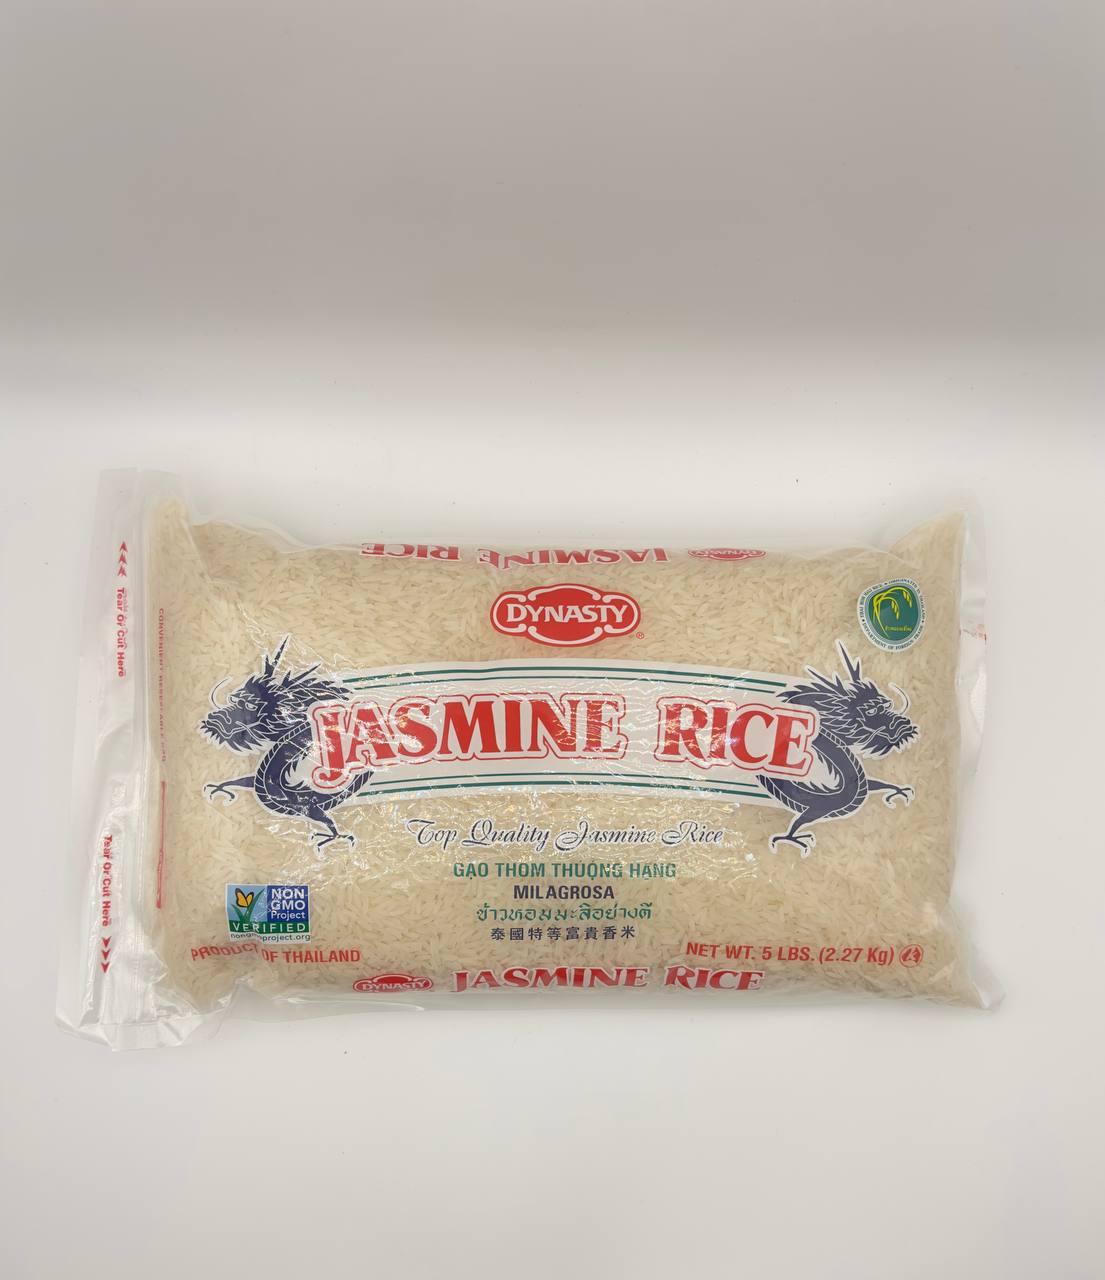 DYNASTY JASMINE RICE
DYNASTY®
JASMINE RICE
Top Quality Jasmine Rice
GẠO THƠM THƯỢNG HẠNG
MILAGROSA
ข้าวหอมมะลิอย่างดี
泰國特等富貴香米
NON
GMO
Project
VERIFIED
nongmoproject.org
PRODUCT OF THAILAND
NET WT. 5 LBS. (2.27 Kg)
DYNASTY JASMINE RICE
Tear Or Cut Here
Tear Or Cut Here
CONVENIENT RESEALABLE